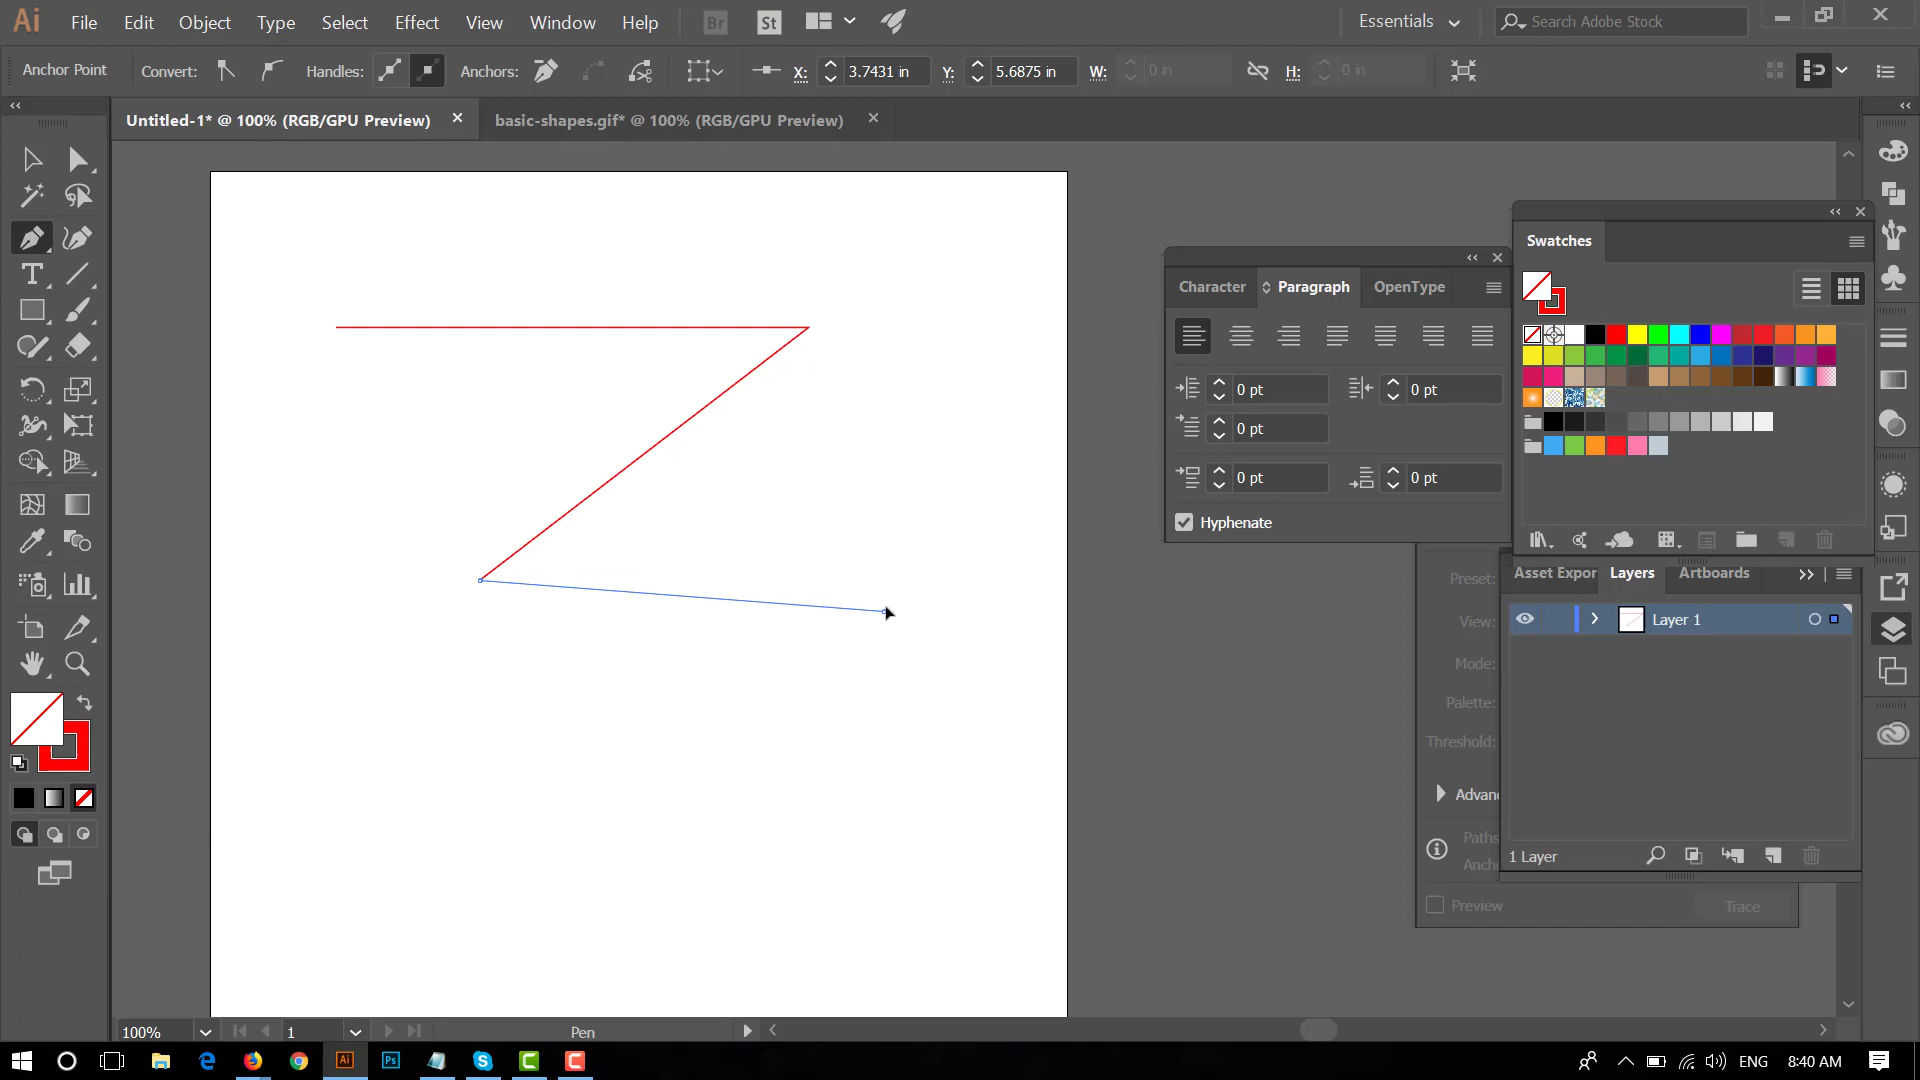 Ai File Edit Object Type Select Effect View Window Help Br St Essentials Search Adobe Stock
Anchor Point Convert: Handles: Anchors: X: 3.7431 in Y: 5.6875 in W: 0 in H: 0 in
Untitled-1* @ 100% (RGB/GPU Preview) basic-shapes.gif* @ 100% (RGB/GPU Preview)
Swatches
Character Paragraph OpenType
0 pt 0 pt
0 pt
0 pt 0 pt
Hyphenate
Asset Expor Layers Artboards
Preset:
Layer 1
View:
Mode:
Palette:
Threshold:
Advan
Paths
Ancho
1 Layer
Preview Trace
100% 1 Pen
Ai Ps ENG 8:40 AM